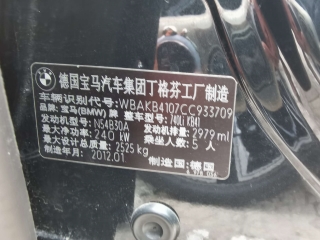 德国宝马汽车集团丁格芬工厂制造
车辆识别代号: WBAKB4107CC933709
品牌: 宝马(BMW) 牌 整车型号: 740Li KB41
发动机型号: N54B30A 发动机排量: 2979 ml
最大净功率: 240 kW 乘坐人数: 5 人
最大总质量: 2525 kg
制造年月: 2012.01 制造国: 德国